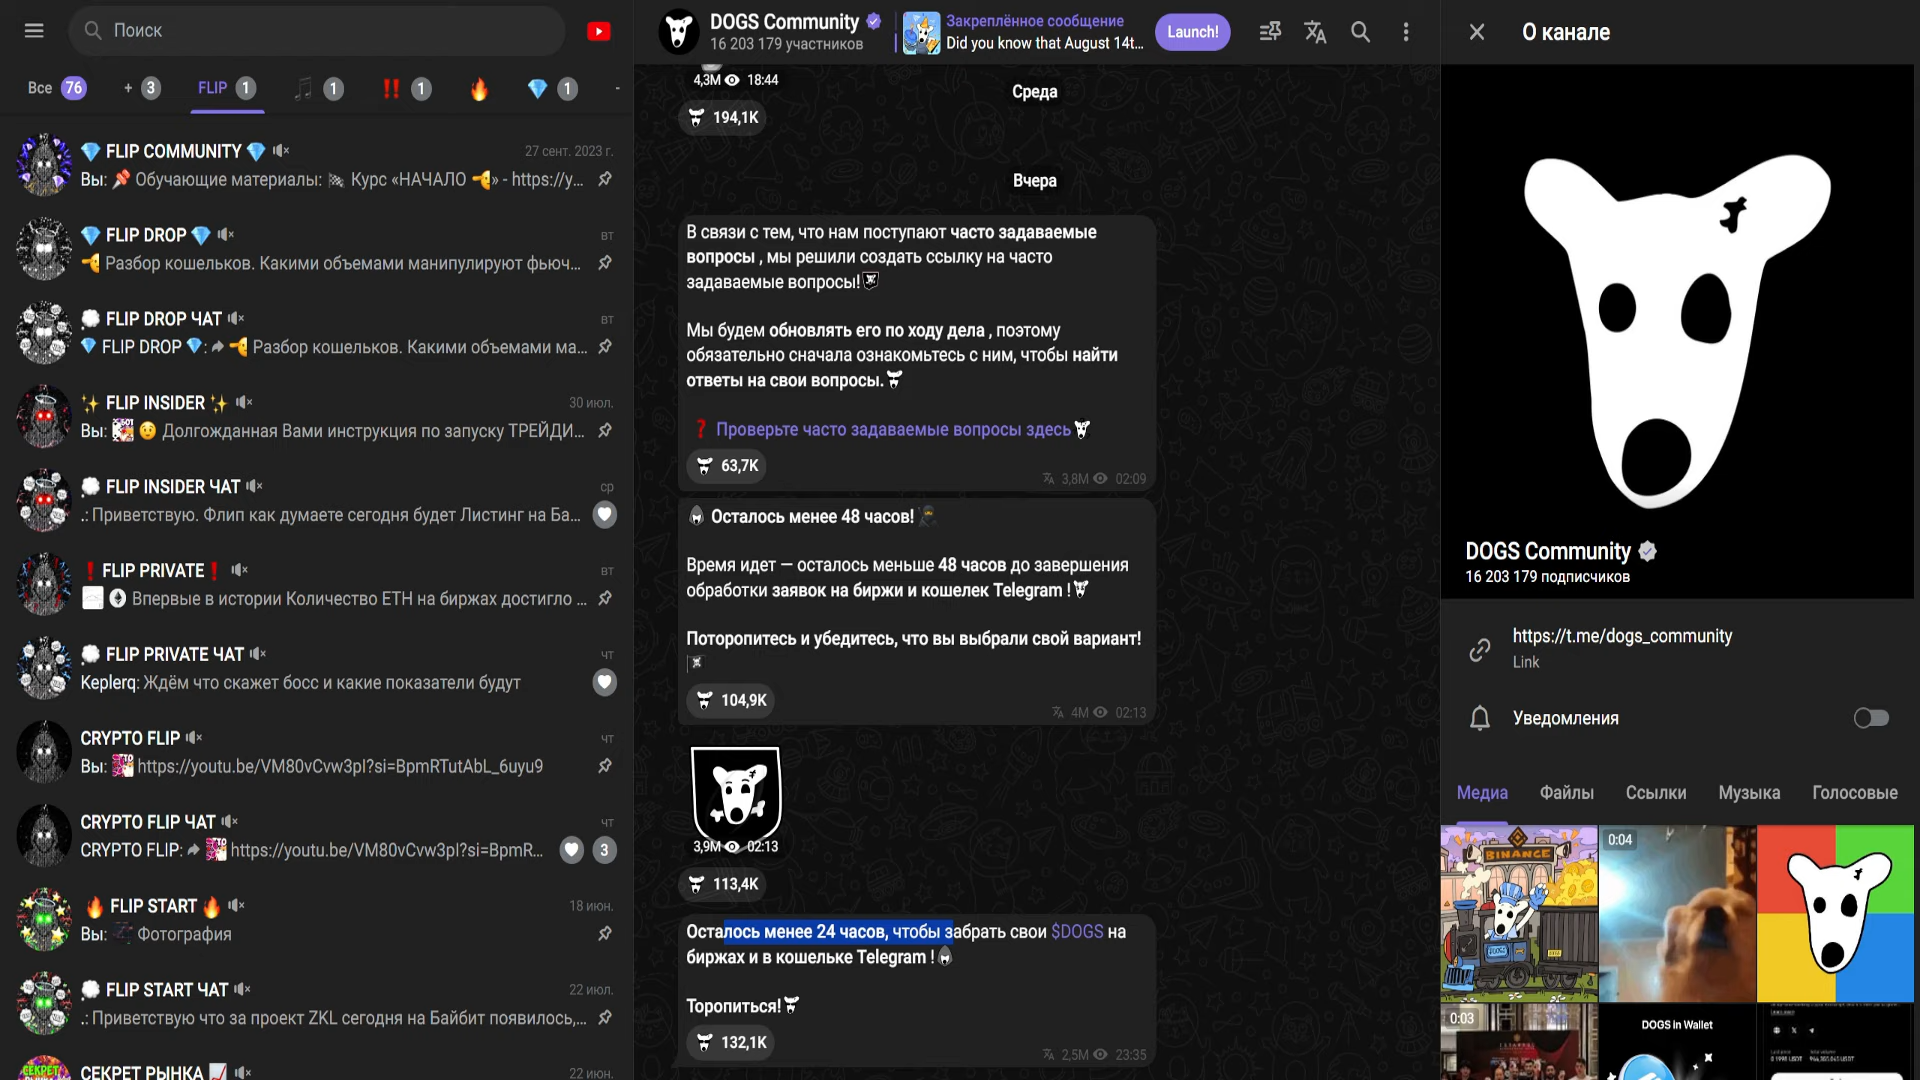 Поиск
Все 76
+ 3
FLIP 1
1
1
1
FLIP COMMUNITY
27 сент. 2023 г.
Вы: Обучающие материалы: Курс «НАЧАЛО » - https://y...
FLIP DROP
вт
Разбор кошельков. Какими объемами манипулируют фьюч...
FLIP DROP ЧАТ
вт
FLIP DROP : Разбор кошельков. Какими объемами ма...
FLIP INSIDER
30 июл.
Вы: Долгожданная Вами инструкция по запуску ТРЕЙДИ...
FLIP INSIDER ЧАТ
ср
.: Приветствую. Флип как думаете сегодня будет Листинг на Ба...
FLIP PRIVATE
вт
Впервые в истории Количество ETH на биржах достигло ...
FLIP PRIVATE ЧАТ
чт
Keplerq: Ждём что скажет босс и какие показатели будут
CRYPTO FLIP
чт
Вы: https://youtu.be/VM80vCvw3pI?si=BpmRTutAbL_6uyu9
CRYPTO FLIP ЧАТ
чт
CRYPTO FLIP: https://youtu.be/VM80vCvw3pI?si=BpmR...
3
FLIP START
18 июн.
Вы: Фотография
FLIP START ЧАТ
22 июл.
.: Приветствую что за проект ZKL сегодня на Байбит появилось,...
СЕКРЕТ РЫНКА
22 июн.
СЕКРЕТ
DOGS Community
16 203 179 участников
Закреплённое сообщение
Did you know that August 14t...
Launch!
4,3M 18:44
194,1K
Среда
Вчера
В связи с тем, что нам поступают часто задаваемые
вопросы , мы решили создать ссылку на часто
задаваемые вопросы!
Мы будем обновлять его по ходу дела , поэтому
обязательно сначала ознакомьтесь с ним, чтобы найти
ответы на свои вопросы.
Проверьте часто задаваемые вопросы здесь
63,7K
3,8M 02:09
Осталось менее 48 часов!
Время идет — осталось меньше 48 часов до завершения
обработки заявок на биржи и кошелек Telegram !
Поторопитесь и убедитесь, что вы выбрали свой вариант!
104,9K
4M 02:13
3,9M 02:13
113,4K
Осталось менее 24 часов, чтобы забрать свои $DOGS на
биржах и в кошельке Telegram !
Торопиться!
132,1K
2,5M 23:35
О канале
DOGS Community
16 203 179 подписчиков
https://t.me/dogs_community
Link
Уведомления
Медиа Файлы Ссылки Музыка Голосовые
BINANCE
0:04
0:03
DOGS in Wallet